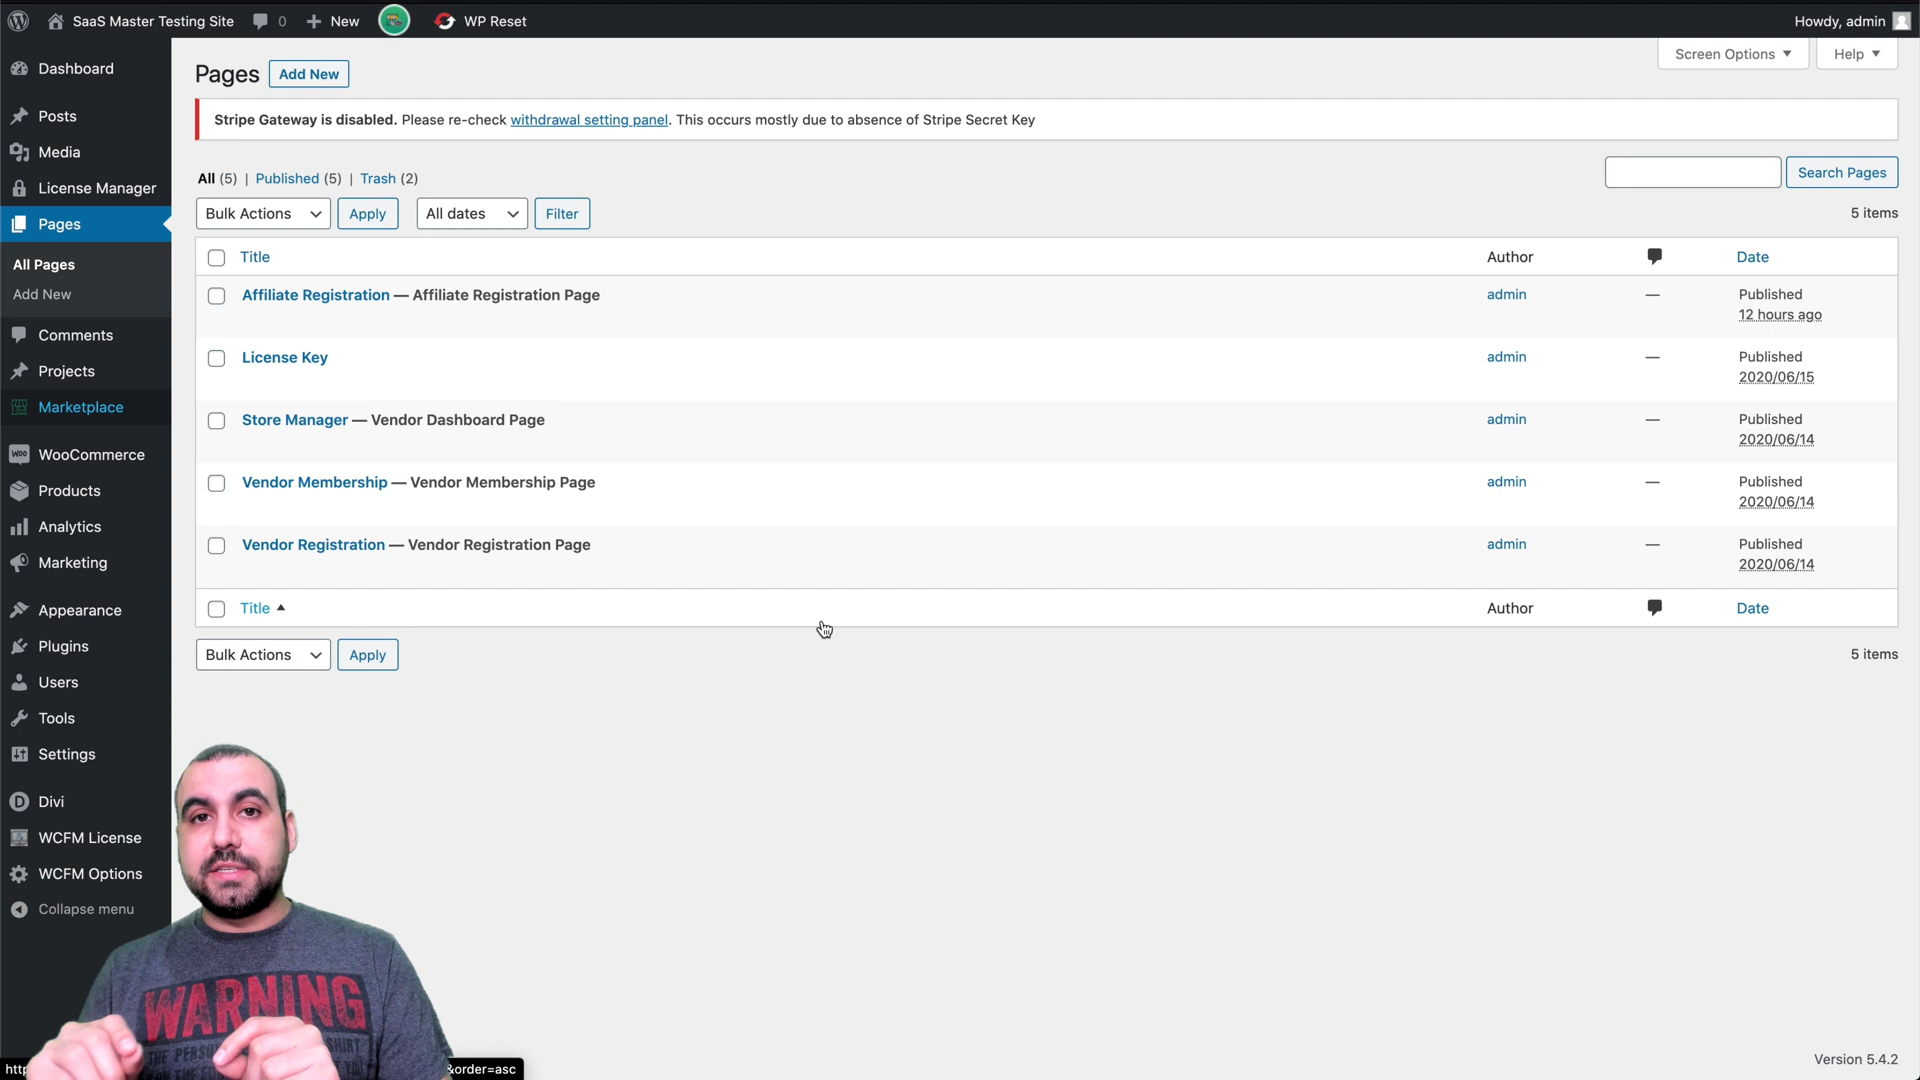 SaaS Master Testing Site 0 New WP Reset Howdy, admin
Screen Options Help
Dashboard
Posts
Media
License Manager
Pages
All Pages
Add New
Comments
Projects
Marketplace
WooCommerce
Products
Analytics
Marketing
Appearance
Plugins
Users
Tools
Settings
Divi
WCFM License
WCFM Options
Collapse menu
Pages Add New
Stripe Gateway is disabled. Please re-check withdrawal setting panel. This occurs mostly due to absence of Stripe Secret Key
All (5) | Published (5) | Trash (2)
Search Pages
Bulk Actions Apply All dates Filter 5 items
Title Author Date
Affiliate Registration — Affiliate Registration Page admin — Published
12 hours ago
License Key admin — Published
2020/06/15
Store Manager — Vendor Dashboard Page admin — Published
2020/06/14
Vendor Membership — Vendor Membership Page admin — Published
2020/06/14
Vendor Registration — Vendor Registration Page admin — Published
2020/06/14
Title Author Date
Bulk Actions Apply 5 items
WARNING
THE SHIRT
OF THE
Version 5.4.2
&order=asc